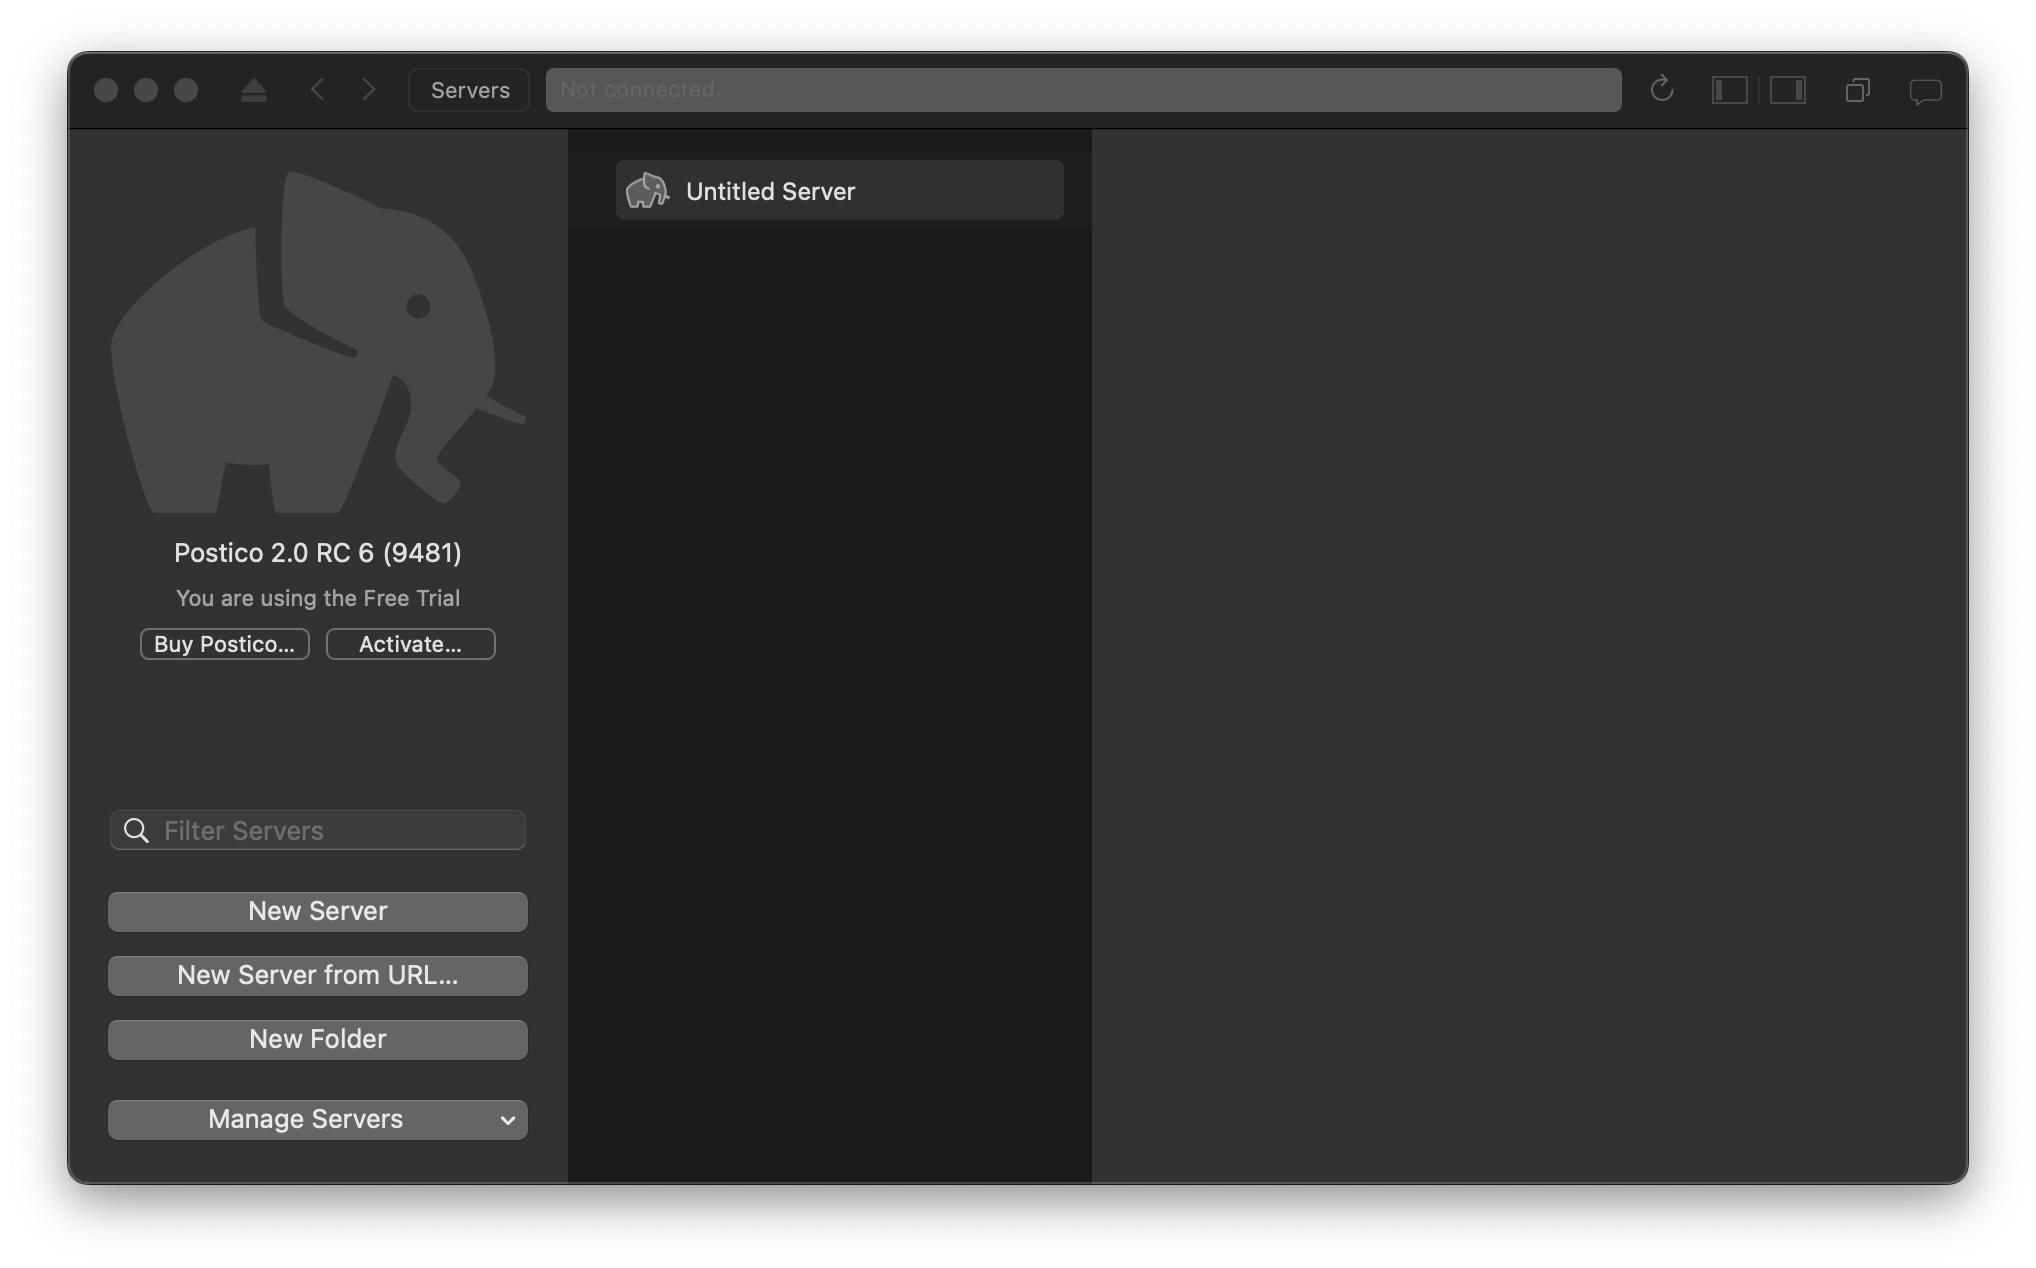 Servers
Not connected.
Untitled Server
Postico 2.0 RC 6 (9481)
You are using the Free Trial
Buy Postico...
Activate...
Filter Servers
New Server
New Server from URL...
New Folder
Manage Servers